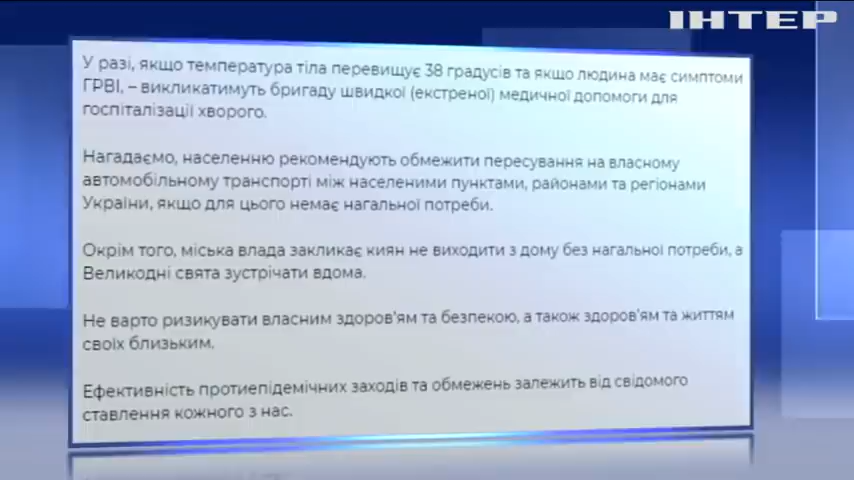 ІНТЕР
У разі, якщо температура тіла перевищує 38 градусів та якщо людина має симптоми
ГРВІ, – викликатимуть бригаду швидкої (екстреної) медичної допомоги для
госпіталізації хворого.
Нагадаємо, населенню рекомендують обмежити пересування на власному
автомобільному транспорті між населеними пунктами, районами та регіонами
України, якщо для цього немає нагальної потреби.
Окрім того, міська влада закликає киян не виходити з дому без нагальної потреби, а
Великодні свята зустрічати вдома.
Не варто ризикувати власним здоров'ям та безпекою, а також здоров'ям та життям
своїх близьким.
Ефективність протиепідемічних заходів та обмежень залежить від свідомого
ставлення кожного з нас.